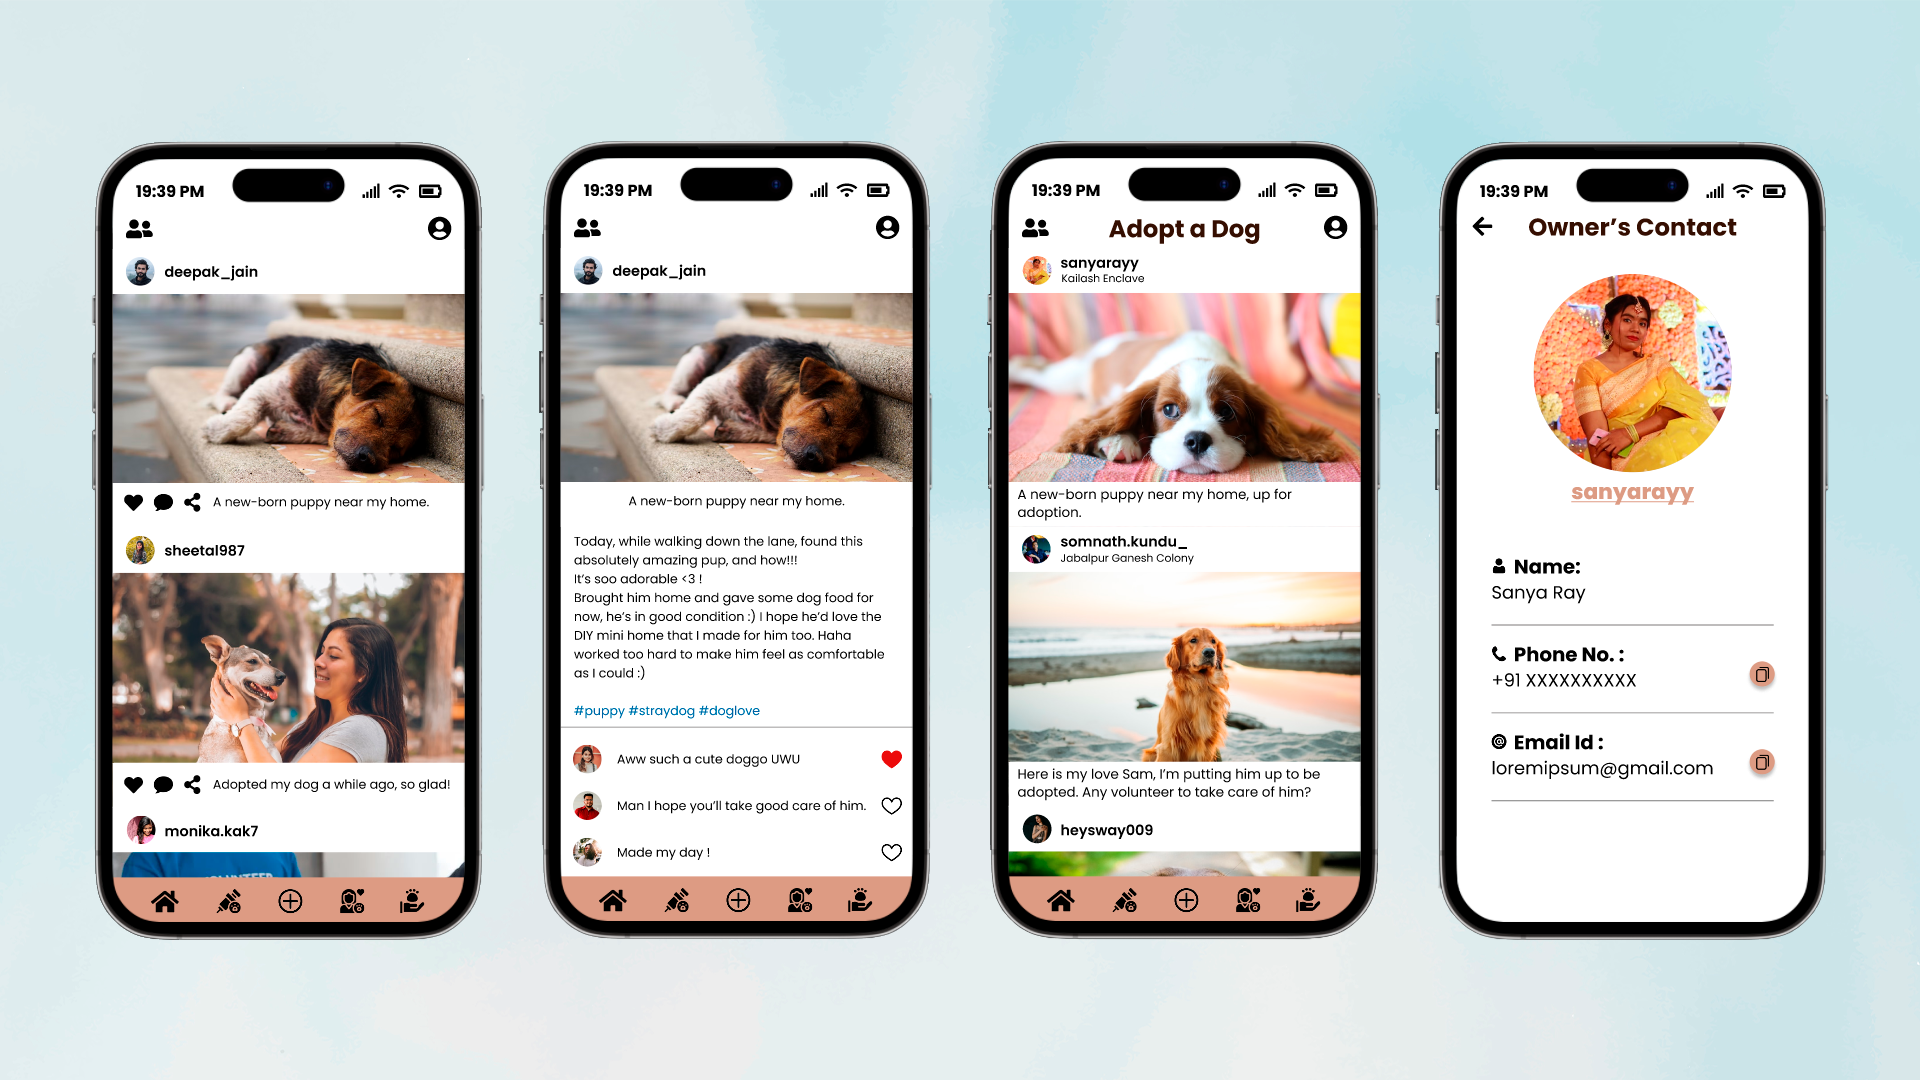 19:39 PM
deepak_jain
A new-born puppy near my home.
sheetal987
Adopted my dog a while ago, so glad!
monika.kak7
VOLUNTEER
19:39 PM
deepak_jain
A new-born puppy near my home.
Today, while walking down the lane, found this
absolutely amazing pup, and how!!!
It's soo adorable <3 !
Brought him home and gave some dog food for
now, he's in good condition :) I hope he'd love the
DIY mini home that I made for him too. Haha
worked too hard to make him feel as comfortable
as I could :)
#puppy #straydog #doglove
Aww such a cute doggo UWU
Man I hope you'll take good care of him.
Made my day !
19:39 PM
Adopt a Dog
sanyarayy
Kailash Enclave
A new-born puppy near my home, up for
adoption.
somnath.kundu_
Jabalpur Ganesh Colony
Here is my love Sam, I'm putting him up to be
adopted. Any volunteer to take care of him?
heysway009
19:39 PM
Owner's Contact
sanyarayy
Name:
Sanya Ray
Phone No. :
+91 XXXXXXXXXX
Email Id :
loremipsum@gmail.com